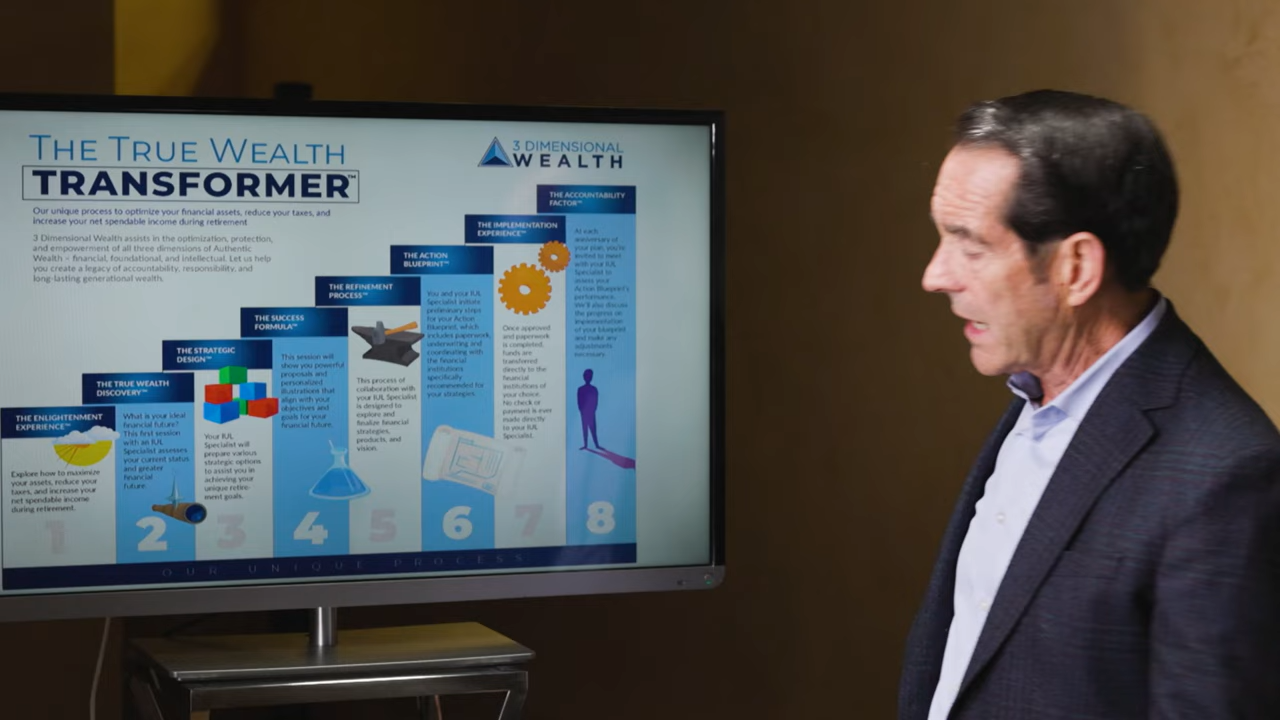 THE TRUE WEALTH
TRANSFORMER™
Our unique process to optimize your financial assets, reduce your taxes, and
increase your net spendable income during retirement
3 Dimensional Wealth assists in the optimization, protection,
and empowerment of all three dimensions of Authentic
Wealth – financial, foundational, and intellectual. Let us help
you create a legacy of accountability, responsibility, and
long-lasting generational wealth.
3 DIMENSIONAL
WEALTH
THE ENLIGHTENMENT
EXPERIENCE™
Explore how to maximize
your assets, reduce your
taxes, and increase your
net spendable income
during retirement.
1
THE TRUE WEALTH
DISCOVERY™
What is your ideal
financial future?
This first session
with an IUL
Specialist assesses
your current status
and greater
financial
future.
2
THE STRATEGIC
DESIGN™
Your IUL
Specialist will
prepare various
strategic options
to assist you in
achieving your
unique retire-
ment goals.
3
THE SUCCESS
FORMULA™
This session will
show you powerful
proposals and
personalized
illustrations that
align with your
objectives and
goals for your
financial future.
4
THE REFINEMENT
PROCESS™
This process of
collaboration with
your IUL Specialist
is designed to
explore and
finalize financial
strategies,
products, and
vision.
5
THE ACTION
BLUEPRINT™
You and your IUL
Specialist initiate
preliminary steps
for your Action
Blueprint, which
includes paperwork,
underwriting and
coordinating with
the financial
institutions
specifically
recommended for
your strategies.
6
THE IMPLEMENTATION
EXPERIENCE™
Once approved
and paperwork
is completed,
funds are
transferred
directly to the
financial
institutions of
your choice.
No check or
payment is ever
made directly
to your IUL
Specialist.
7
THE ACCOUNTABILITY
FACTOR™
At each
anniversary of
your plan, you're
invited to meet
with your IUL
Specialist to
assess your
Action Blueprint's
performance.
We'll also discuss
the progress on
implementation
of your blueprint
and make any
adjustments
necessary.
8
OUR UNIQUE PROCESS